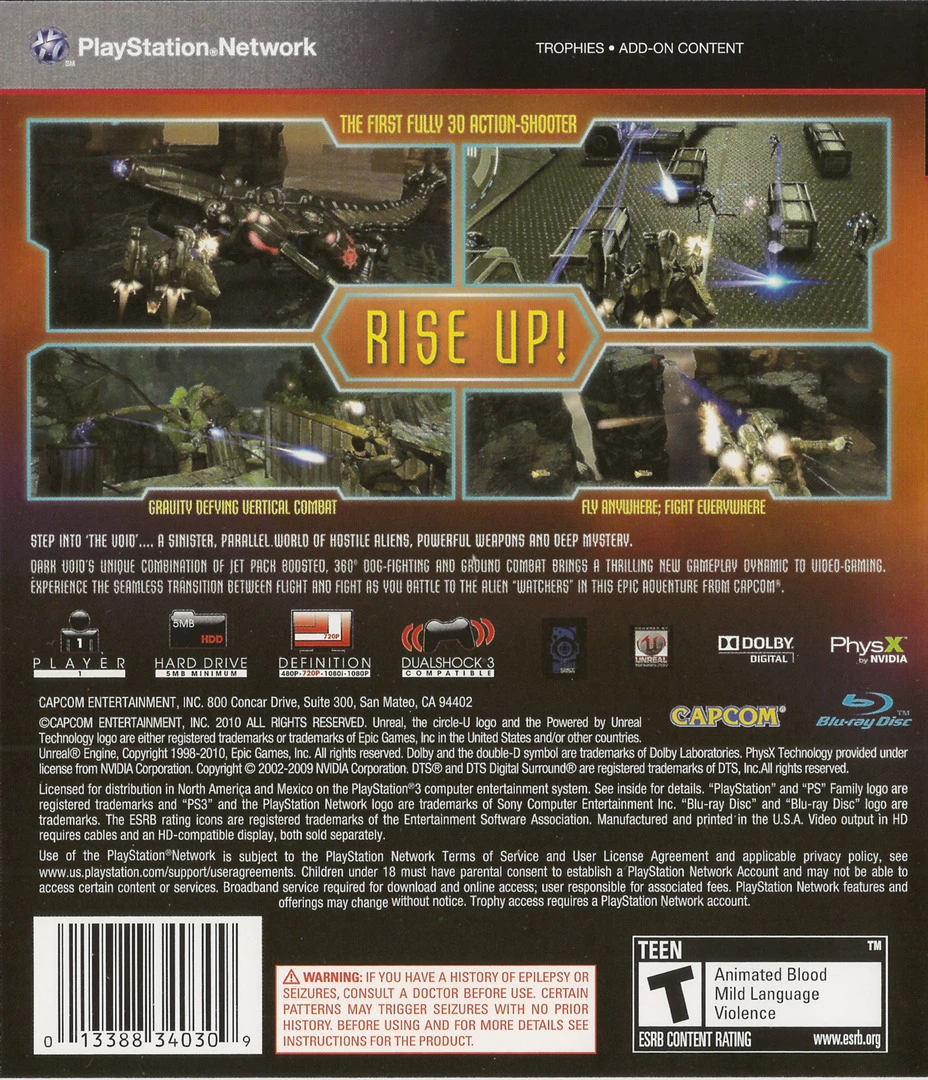 PlayStation®Network
SM
TROPHIES • ADD-ON CONTENT
THE FIRST FULLY 3D ACTION-SHOOTER
RISE UP!
GRAVITY DEFYING VERTICAL COMBAT
FLY ANYWHERE; FIGHT EVERYWHERE
STEP INTO 'THE VOID'.... A SINISTER, PARALLEL WORLD OF HOSTILE ALIENS, POWERFUL WEAPONS AND DEEP MYSTERY.
DARK VOID'S UNIQUE COMBINATION OF JET PACK BOOSTED, 360° DOG-FIGHTING AND GROUND COMBAT BRINGS A THRILLING NEW GAMEPLAY DYNAMIC TO VIDEO-GAMING.
EXPERIENCE THE SEAMLESS TRANSITION BETWEEN FLIGHT AND FIGHT AS YOU BATTLE TO THE ALIEN "WATCHERS" IN THIS EPIC ADVENTURE FROM CAPCOM®.
1
PLAYER
1
5MB
HDD
HARD DRIVE
5MB MINIMUM
720P
DEFINITION
480P-720P-1080i-1080P
DUALSHOCK 3
COMPATIBLE
UNREAL
DOLBY
DIGITAL
PhysX™
by NVIDIA
CAPCOM®
Blu-ray Disc™
CAPCOM ENTERTAINMENT, INC. 800 Concar Drive, Suite 300, San Mateo, CA 94402
©CAPCOM ENTERTAINMENT, INC. 2010 ALL RIGHTS RESERVED. Unreal, the circle-U logo and the Powered by Unreal
Technology logo are either registered trademarks or trademarks of Epic Games, Inc in the United States and/or other countries.
Unreal® Engine, Copyright 1998-2010, Epic Games, Inc. All rights reserved. Dolby and the double-D symbol are trademarks of Dolby Laboratories. PhysX Technology provided under
license from NVIDIA Corporation. Copyright © 2002-2009 NVIDIA Corporation. DTS® and DTS Digital Surround® are registered trademarks of DTS, Inc.All rights reserved.
Licensed for distribution in North America and Mexico on the PlayStation®3 computer entertainment system. See inside for details. "PlayStation" and "PS" Family logo are
registered trademarks and "PS3" and the PlayStation Network logo are trademarks of Sony Computer Entertainment Inc. "Blu-ray Disc" and "Blu-ray Disc" logo are
trademarks. The ESRB rating icons are registered trademarks of the Entertainment Software Association. Manufactured and printed in the U.S.A. Video output in HD
requires cables and an HD-compatible display, both sold separately.
Use of the PlayStation®Network is subject to the PlayStation Network Terms of Service and User License Agreement and applicable privacy policy, see
www.us.playstation.com/support/useragreements. Children under 18 must have parental consent to establish a PlayStation Network Account and may not be able to
access certain content or services. Broadband service required for download and online access; user responsible for associated fees. PlayStation Network features and
offerings may change without notice. Trophy access requires a PlayStation Network account.
0 13388 34030 9
WARNING: IF YOU HAVE A HISTORY OF EPILEPSY OR
SEIZURES, CONSULT A DOCTOR BEFORE USE. CERTAIN
PATTERNS MAY TRIGGER SEIZURES WITH NO PRIOR
HISTORY. BEFORE USING AND FOR MORE DETAILS SEE
INSTRUCTIONS FOR THE PRODUCT.
TEEN ™
T
Animated Blood
Mild Language
Violence
ESRB CONTENT RATING www.esrb.org